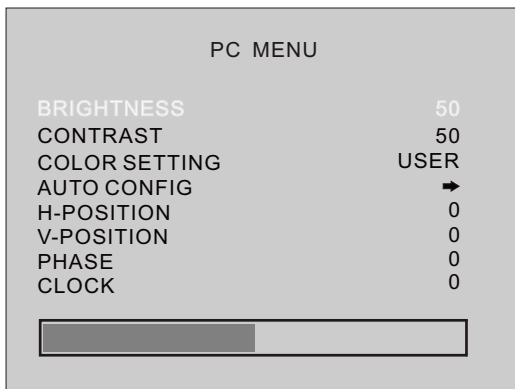 PC MENU
BRIGHTNESS 50
CONTRAST 50
COLOR SETTING USER
AUTO CONFIG ➡
H-POSITION 0
V-POSITION 0
PHASE 0
CLOCK 0